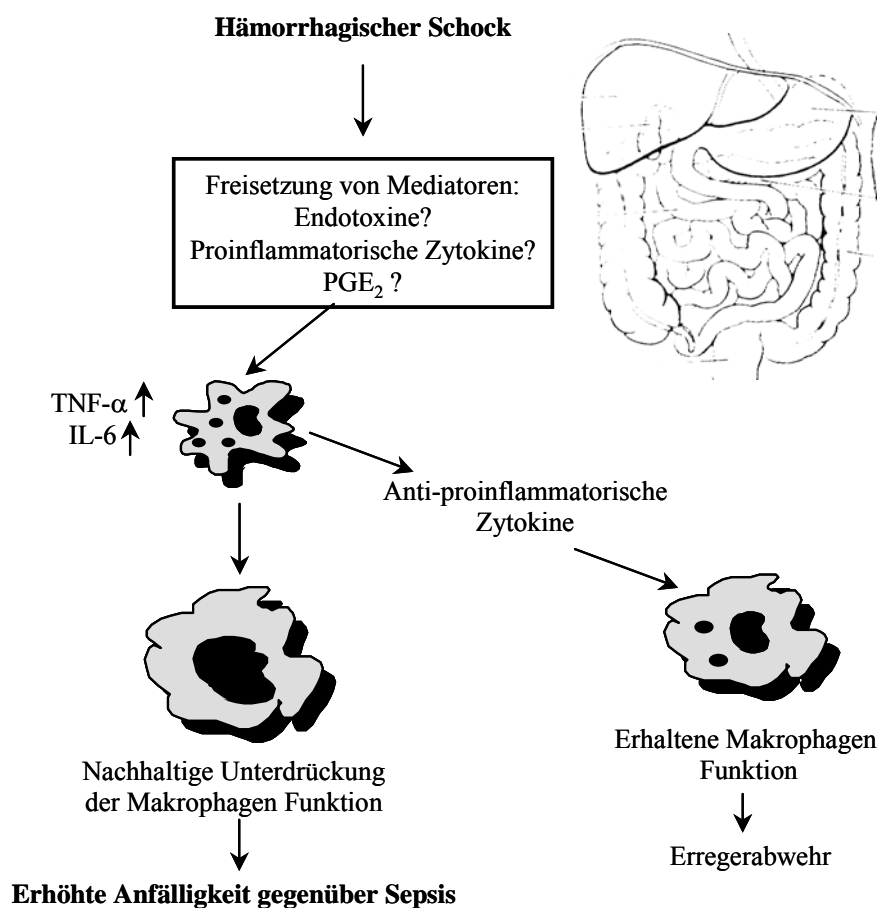 Hämorrhagischer Schock
Freisetzung von Mediatoren:
Endotoxine?
Proinflammatorische Zytokine?
PGE₂ ?
TNF-α
IL-6
Anti-proinflammatorische
Zytokine
Nachhaltige Unterdrückung
der Makrophagen Funktion
Erhöhte Anfälligkeit gegenüber Sepsis
Erhaltene Makrophagen
Funktion
Erregerabwehr